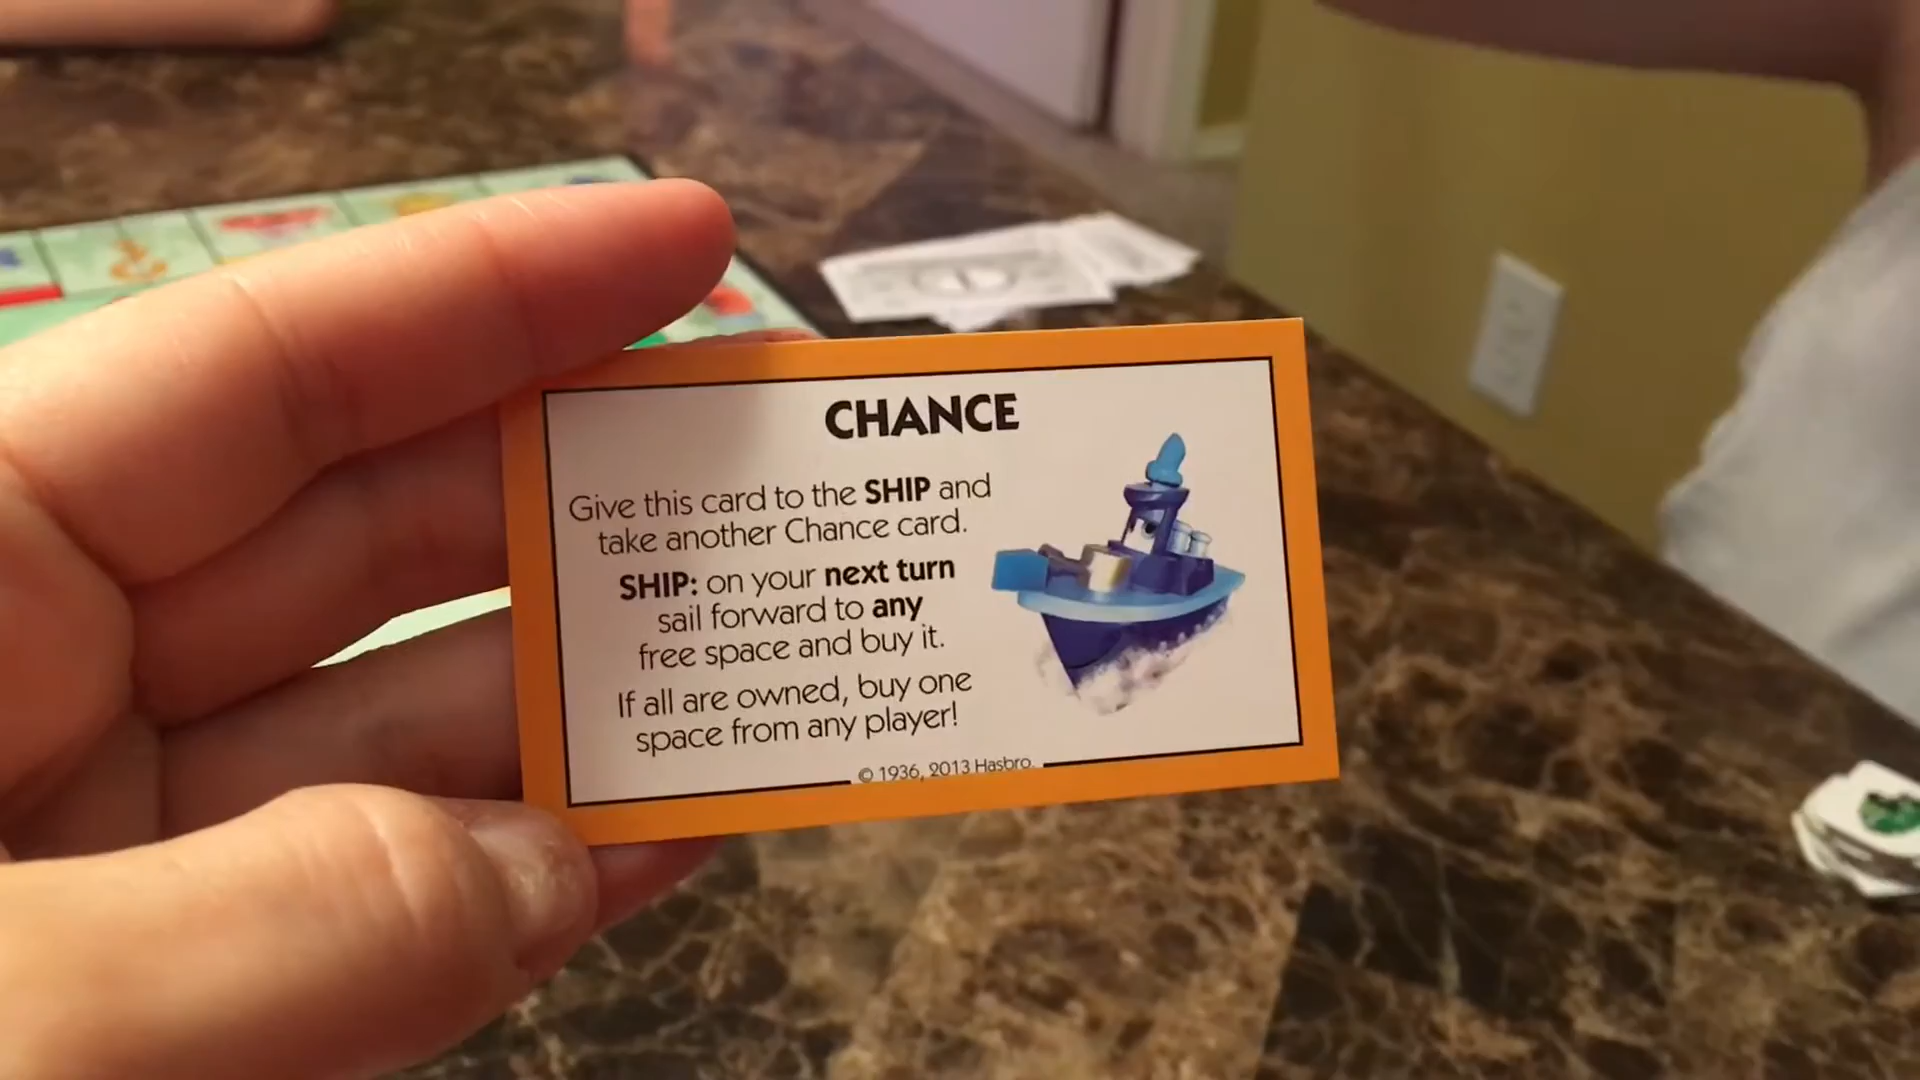 CHANCE
Give this card to the SHIP and
take another Chance card.
SHIP: on your next turn
sail forward to any
free space and buy it.
If all are owned, buy one
space from any player!
© 1936, 2013 Hasbro.